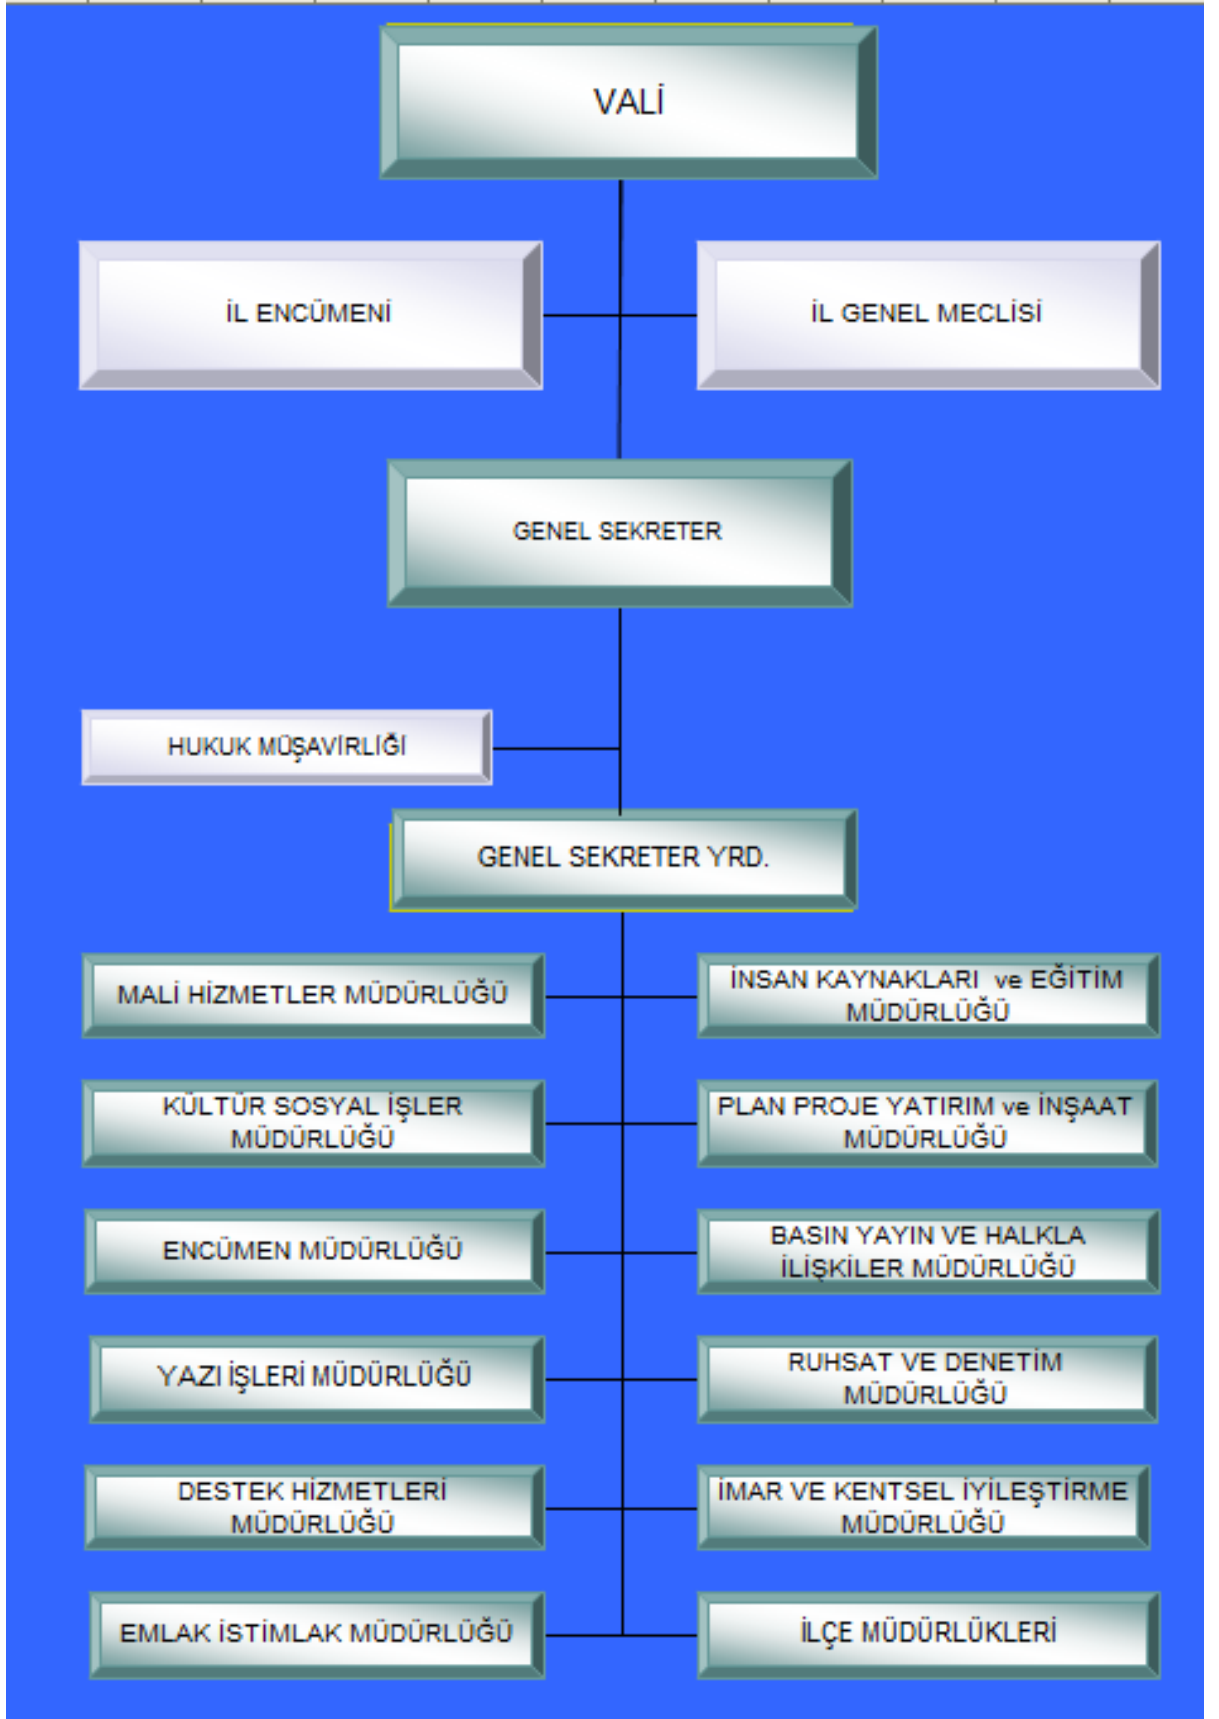 VALİ
İL ENCÜMENİ
İL GENEL MECLİSİ
GENEL SEKRETER
HUKUK MÜŞAVİRLİĞİ
GENEL SEKRETER YRD.
MALİ HİZMETLER MÜDÜRLÜĞÜ
İNSAN KAYNAKLARI ve EĞİTİM
MÜDÜRLÜĞÜ
KÜLTÜR SOSYAL İŞLER
MÜDÜRLÜĞÜ
PLAN PROJE YATIRIM ve İNŞAAT
MÜDÜRLÜĞÜ
ENCÜMEN MÜDÜRLÜĞÜ
BASIN YAYIN VE HALKLA
İLİŞKİLER MÜDÜRLÜĞÜ
YAZI İŞLERİ MÜDÜRLÜĞÜ
RUHSAT VE DENETİM
MÜDÜRLÜĞÜ
DESTEK HİZMETLERİ
MÜDÜRLÜĞÜ
İMAR VE KENTSEL İYİLEŞTİRME
MÜDÜRLÜĞÜ
EMLAK İSTİMLAK MÜDÜRLÜĞÜ
İLÇE MÜDÜRLÜKLERİ